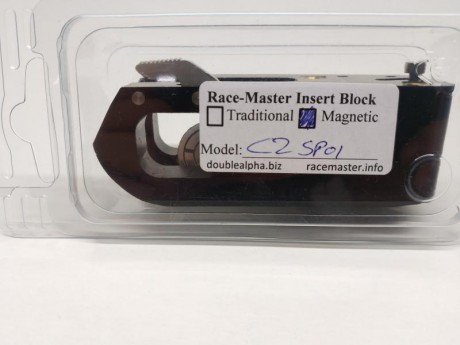 Race-Master Insert Block
Traditional Magnetic
Model: CZ SP01
doublealpha.biz racemaster.info